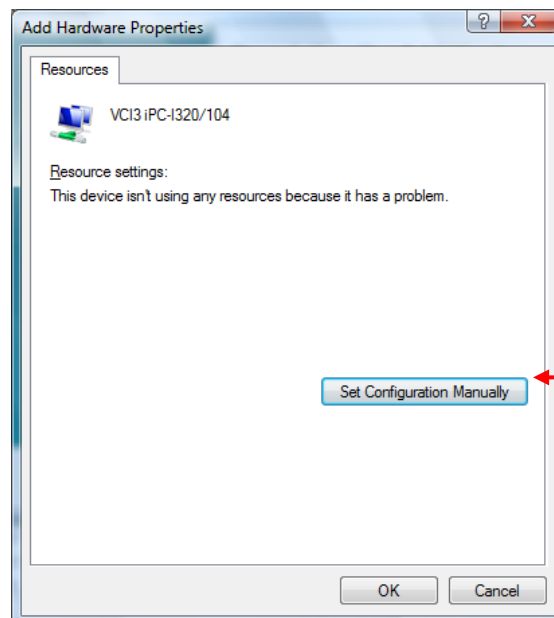 Add Hardware Properties
Resources
VCI3 iPC-I320/104
Resource settings:
This device isn't using any resources because it has a problem.
Set Configuration Manually
OK
Cancel